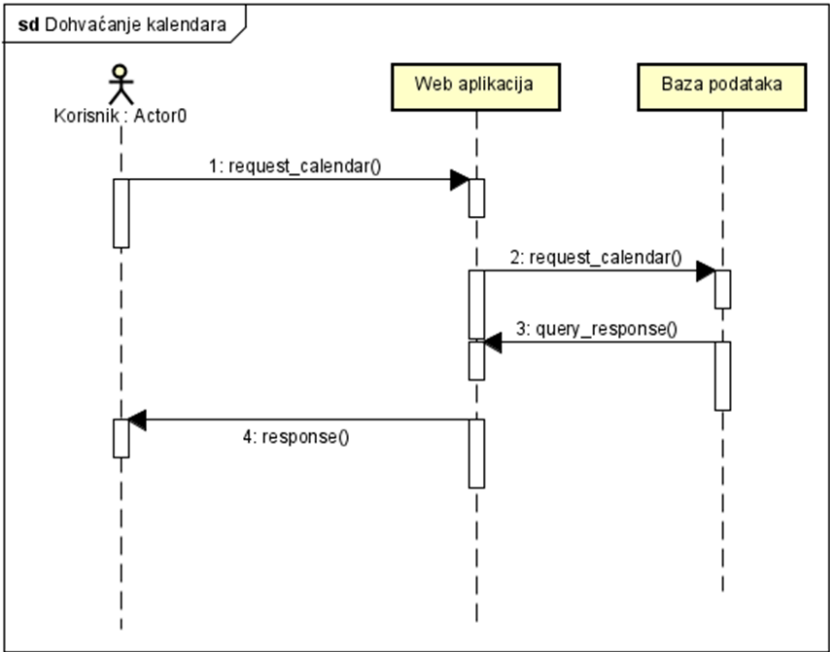 sd Dohvaćanje kalendara
Korisnik : Actor0
Web aplikacija
Baza podataka
1: request_calendar()
2: request_calendar()
3: query_response()
4: response()